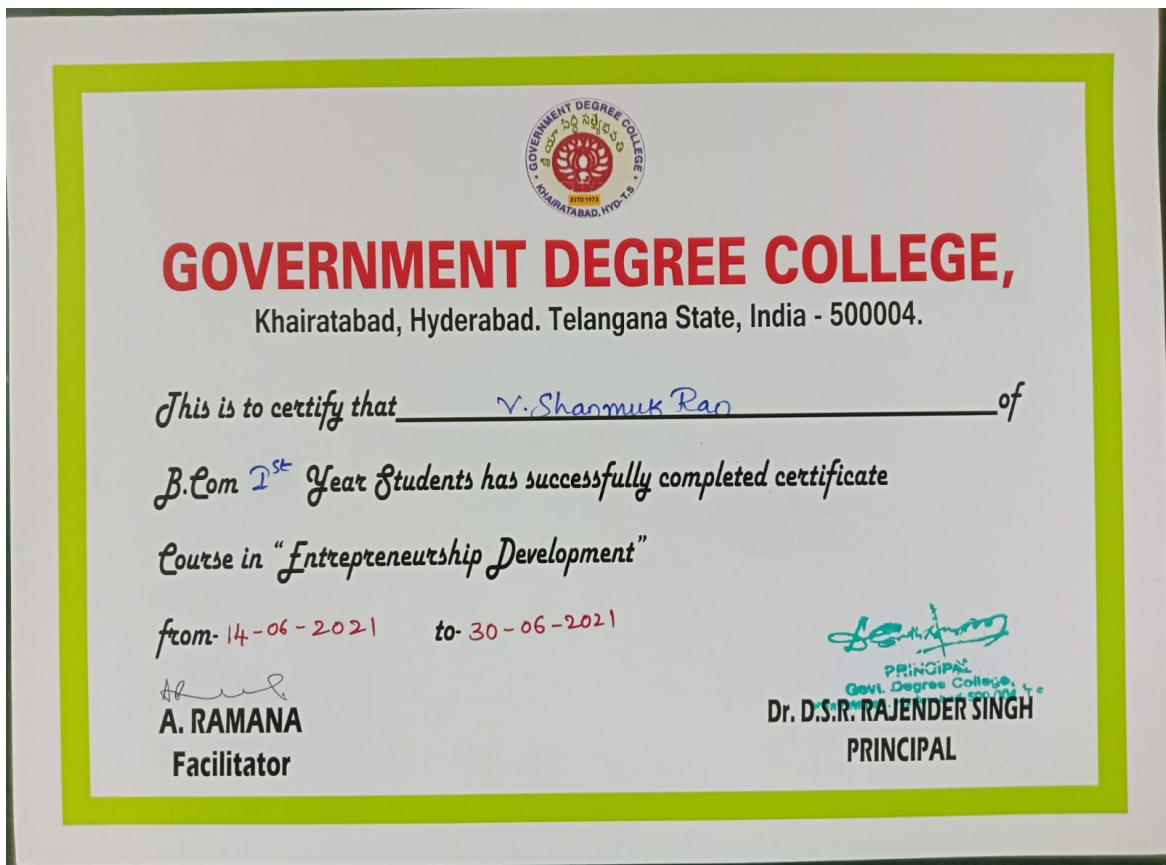 GOVERNMENT DEGREE COLLEGE
క్రియా సిద్ధి సత్త్వేభవతి
ESTD 1973
KHAIRATABAD, HYD-T.S
GOVERNMENT DEGREE COLLEGE,
Khairatabad, Hyderabad. Telangana State, India - 500004.
This is to certify that V. Shanmuk Rao of
B.Com Ist Year Students has successfully completed certificate
Course in “Entrepreneurship Development”
from- 14-06-2021 to- 30-06-2021
PRINCIPAL
Govt. Degree College,
A. RAMANA
Facilitator
Dr. D.S.R. RAJENDER SINGH
PRINCIPAL